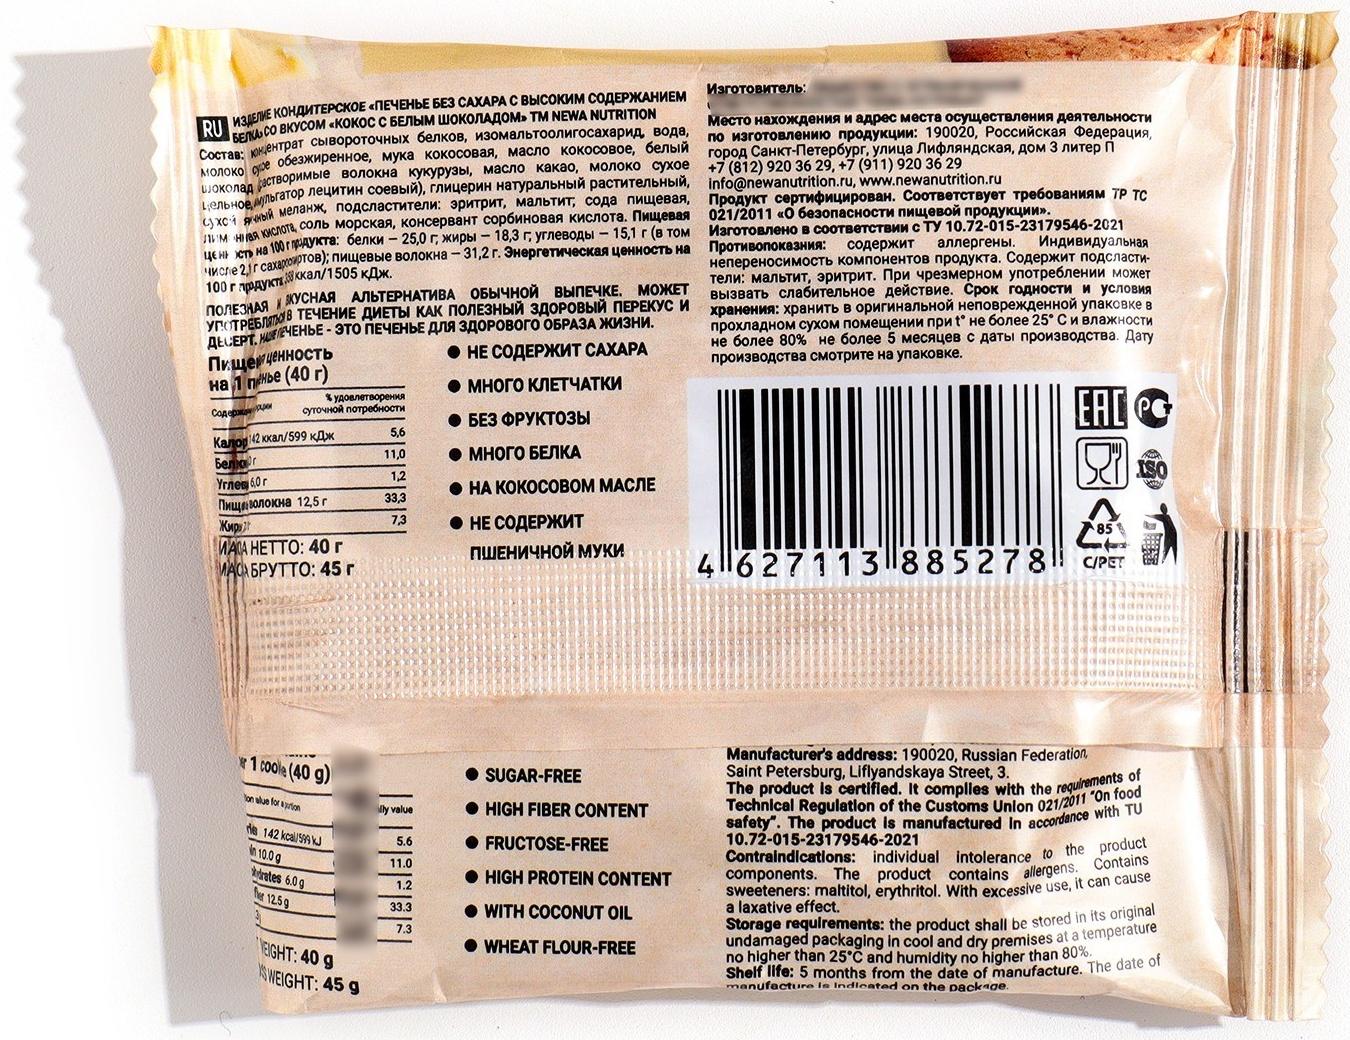 RU
ИЗДЕЛИЕ КОНДИТЕРСКОЕ «ПЕЧЕНЬЕ БЕЗ САХАРА С ВЫСОКИМ СОДЕРЖАНИЕМ
БЕЛКА» СО ВКУСОМ «КОКОС С БЕЛЫМ ШОКОЛАДОМ» ТМ NEWA NUTRITION
Состав: концентрат сывороточных белков, изомальтоолигосахарид, вода,
молоко сухое обезжиренное, мука кокосовая, масло кокосовое, белый
шоколад (растворимые волокна кукурузы, масло какао, молоко сухое
цельное, эмульгатор лецитин соевый), глицерин натуральный растительный,
сухой яичный меланж, подсластители: эритрит, мальтит; сода пищевая,
лимонная кислота, соль морская, консервант сорбиновая кислота. Пищевая
ценность на 100 г продукта: белки – 25,0 г; жиры – 18,3 г; углеводы – 15,1 г (в том
числе 2,1 г сахароспиртов); пищевые волокна – 31,2 г. Энергетическая ценность на
100 г продукта: ккал/1505 кДж.
ПОЛЕЗНАЯ И ВКУСНАЯ АЛЬТЕРНАТИВА ОБЫЧНОЙ ВЫПЕЧКЕ. МОЖЕТ
УПОТРЕБЛЯТЬСЯ В ТЕЧЕНИЕ ДИЕТЫ КАК ПОЛЕЗНЫЙ ЗДОРОВЫЙ ПЕРЕКУС И
ДЕСЕРТ. НАШЕ ПЕЧЕНЬЕ - ЭТО ПЕЧЕНЬЕ ДЛЯ ЗДОРОВОГО ОБРАЗА ЖИЗНИ.
Пищевая ценность
на 1 печенье (40 г)
% удовлетворения
суточной потребности
142 ккал/599 кДж 5,6
Белки 11,0
6,0 г 1,2
Пищевые волокна 12,5 г 33,3
Жиры 7,3
МАССА НЕТТО: 40 г
МАССА БРУТТО: 45 г
● НЕ СОДЕРЖИТ САХАРА
● МНОГО КЛЕТЧАТКИ
● БЕЗ ФРУКТОЗЫ
● МНОГО БЕЛКА
● НА КОКОСОВОМ МАСЛЕ
● НЕ СОДЕРЖИТ
ПШЕНИЧНОЙ МУКИ
Изготовитель:
Место нахождения и адрес места осуществления деятельности
по изготовлению продукции: 190020, Российская Федерация,
город Санкт-Петербург, улица Лифляндская, дом 3 литер П
+7 (812) 920 36 29, +7 (911) 920 36 29
info@newanutrition.ru, www.newanutrition.ru
Продукт сертифицирован. Соответствует требованиям ТР ТС
021/2011 «О безопасности пищевой продукции».
Изготовлено в соответствии с ТУ 10.72-015-23179546-2021
Противопоказния: содержит аллергены. Индивидуальная
непереносимость компонентов продукта. Содержит подсласти-
тели: мальтит, эритрит. При чрезмерном употреблении может
вызвать слабительное действие. Срок годности и условия
хранения: хранить в оригинальной неповрежденной упаковке в
прохладном сухом помещении при t° не более 25° С и влажности
не более 80% не более 5 месяцев с даты производства. Дату
производства смотрите на упаковке.
4 627113 885278
EAC
РСТ
ISO
85
C/PET
1 cookie (40 g)
value for a portion
value
142 kcal/599 kJ 5.6
10.0 g 11.0
6.0 g 1.2
12.5 g 33.3
7.3
WEIGHT: 40 g
WEIGHT: 45 g
● SUGAR-FREE
● HIGH FIBER CONTENT
● FRUCTOSE-FREE
● HIGH PROTEIN CONTENT
● WITH COCONUT OIL
● WHEAT FLOUR-FREE
Manufacturer's address: 190020, Russian Federation,
Saint Petersburg, Liflyandskaya Street, 3.
The product is certified. It complies with the requirements of
Technical Regulation of the Customs Union 021/2011 "On food
safety". The product is manufactured in accordance with TU
10.72-015-23179546-2021
Contraindications: individual intolerance to the product
components. The product contains allergens. Contains
sweeteners: maltitol, erythritol. With excessive use, it can cause
a laxative effect.
Storage requirements: the product shall be stored in its original
undamaged packaging in cool and dry premises at a temperature
no higher than 25°C and humidity no higher than 80%.
Shelf life: 5 months from the date of manufacture. The date of
manufacture is indicated on the package.